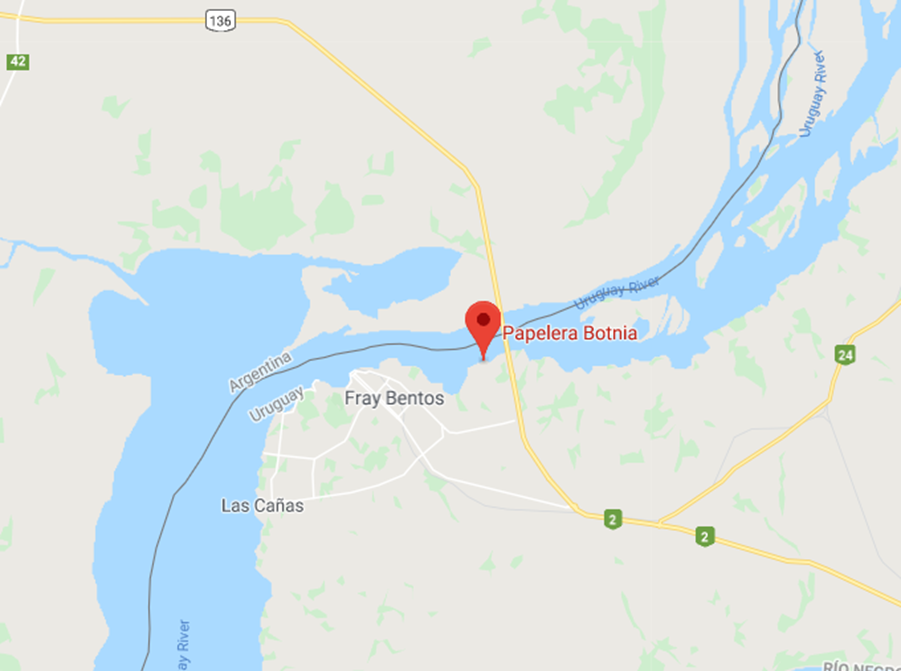 136
42
Uruguay River
Uruguay River
Papelera Botnia
Argentina
Uruguay
24
Fray Bentos
Las Cañas
2
2
ay River
RÍO NEGRO